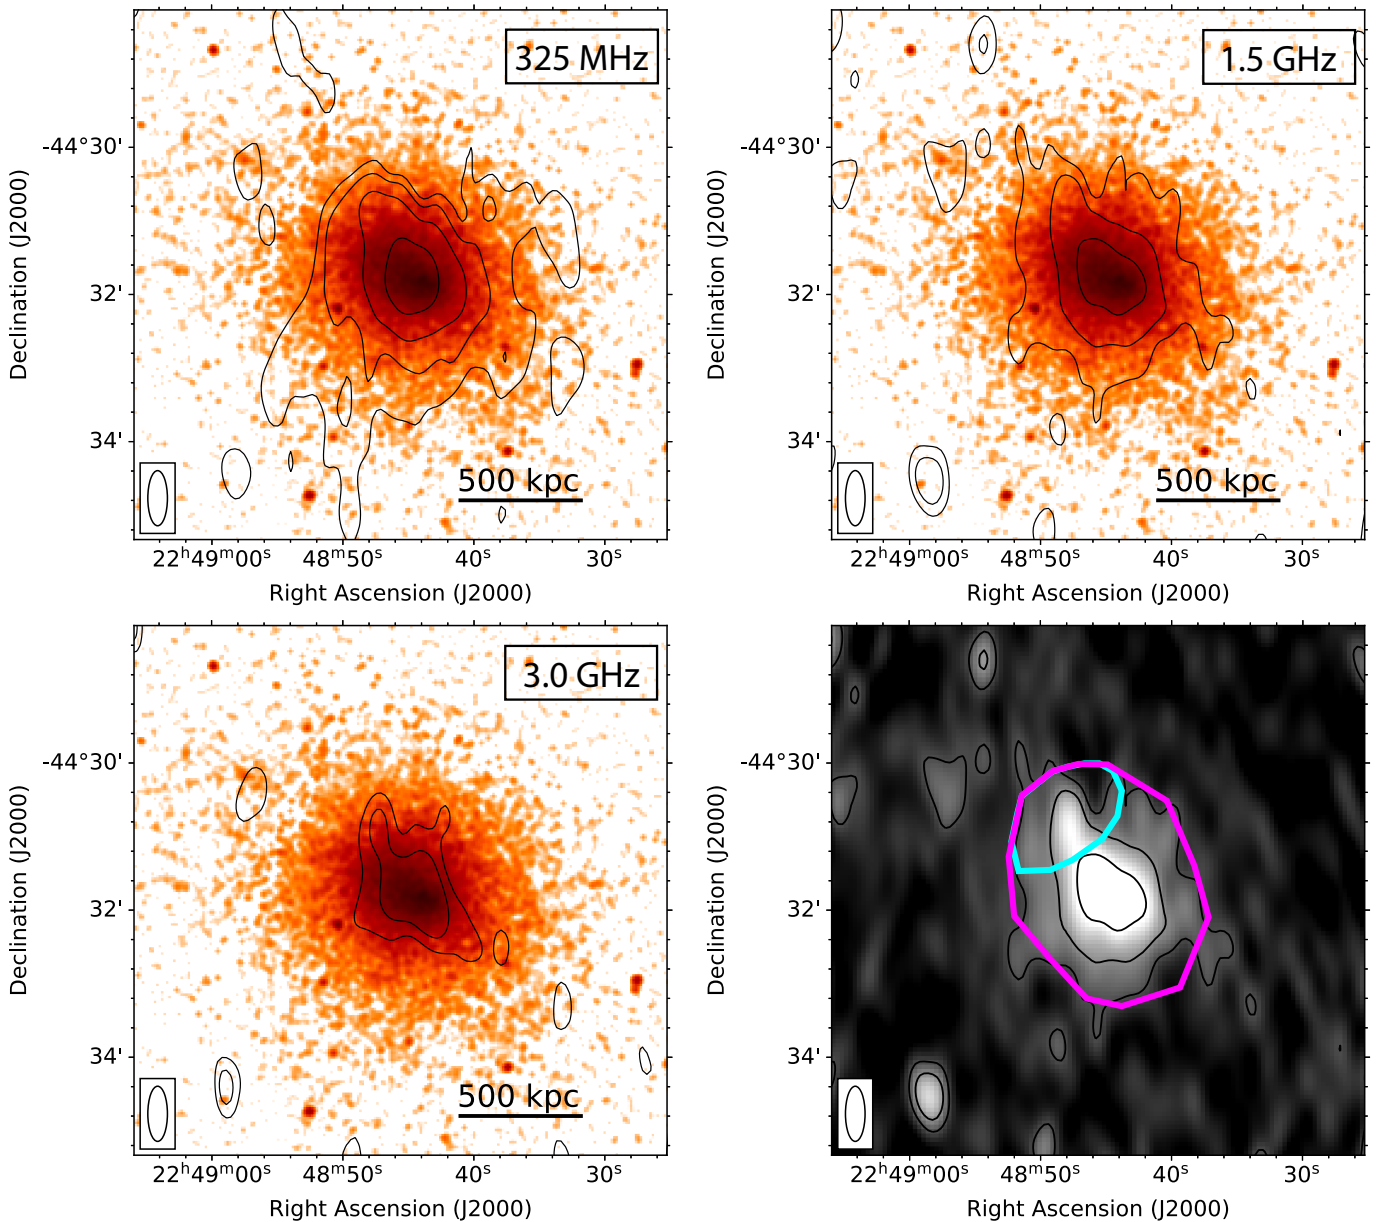 325 MHz
-44°30'
32'
34'
Declination (J2000)
500 kpc
22ʰ49ᵐ00ˢ 48ᵐ50ˢ 40ˢ 30ˢ
Right Ascension (J2000)
1.5 GHz
-44°30'
32'
34'
Declination (J2000)
500 kpc
22ʰ49ᵐ00ˢ 48ᵐ50ˢ 40ˢ 30ˢ
Right Ascension (J2000)
3.0 GHz
-44°30'
32'
34'
Declination (J2000)
500 kpc
22ʰ49ᵐ00ˢ 48ᵐ50ˢ 40ˢ 30ˢ
Right Ascension (J2000)
-44°30'
32'
34'
Declination (J2000)
22ʰ49ᵐ00ˢ 48ᵐ50ˢ 40ˢ 30ˢ
Right Ascension (J2000)